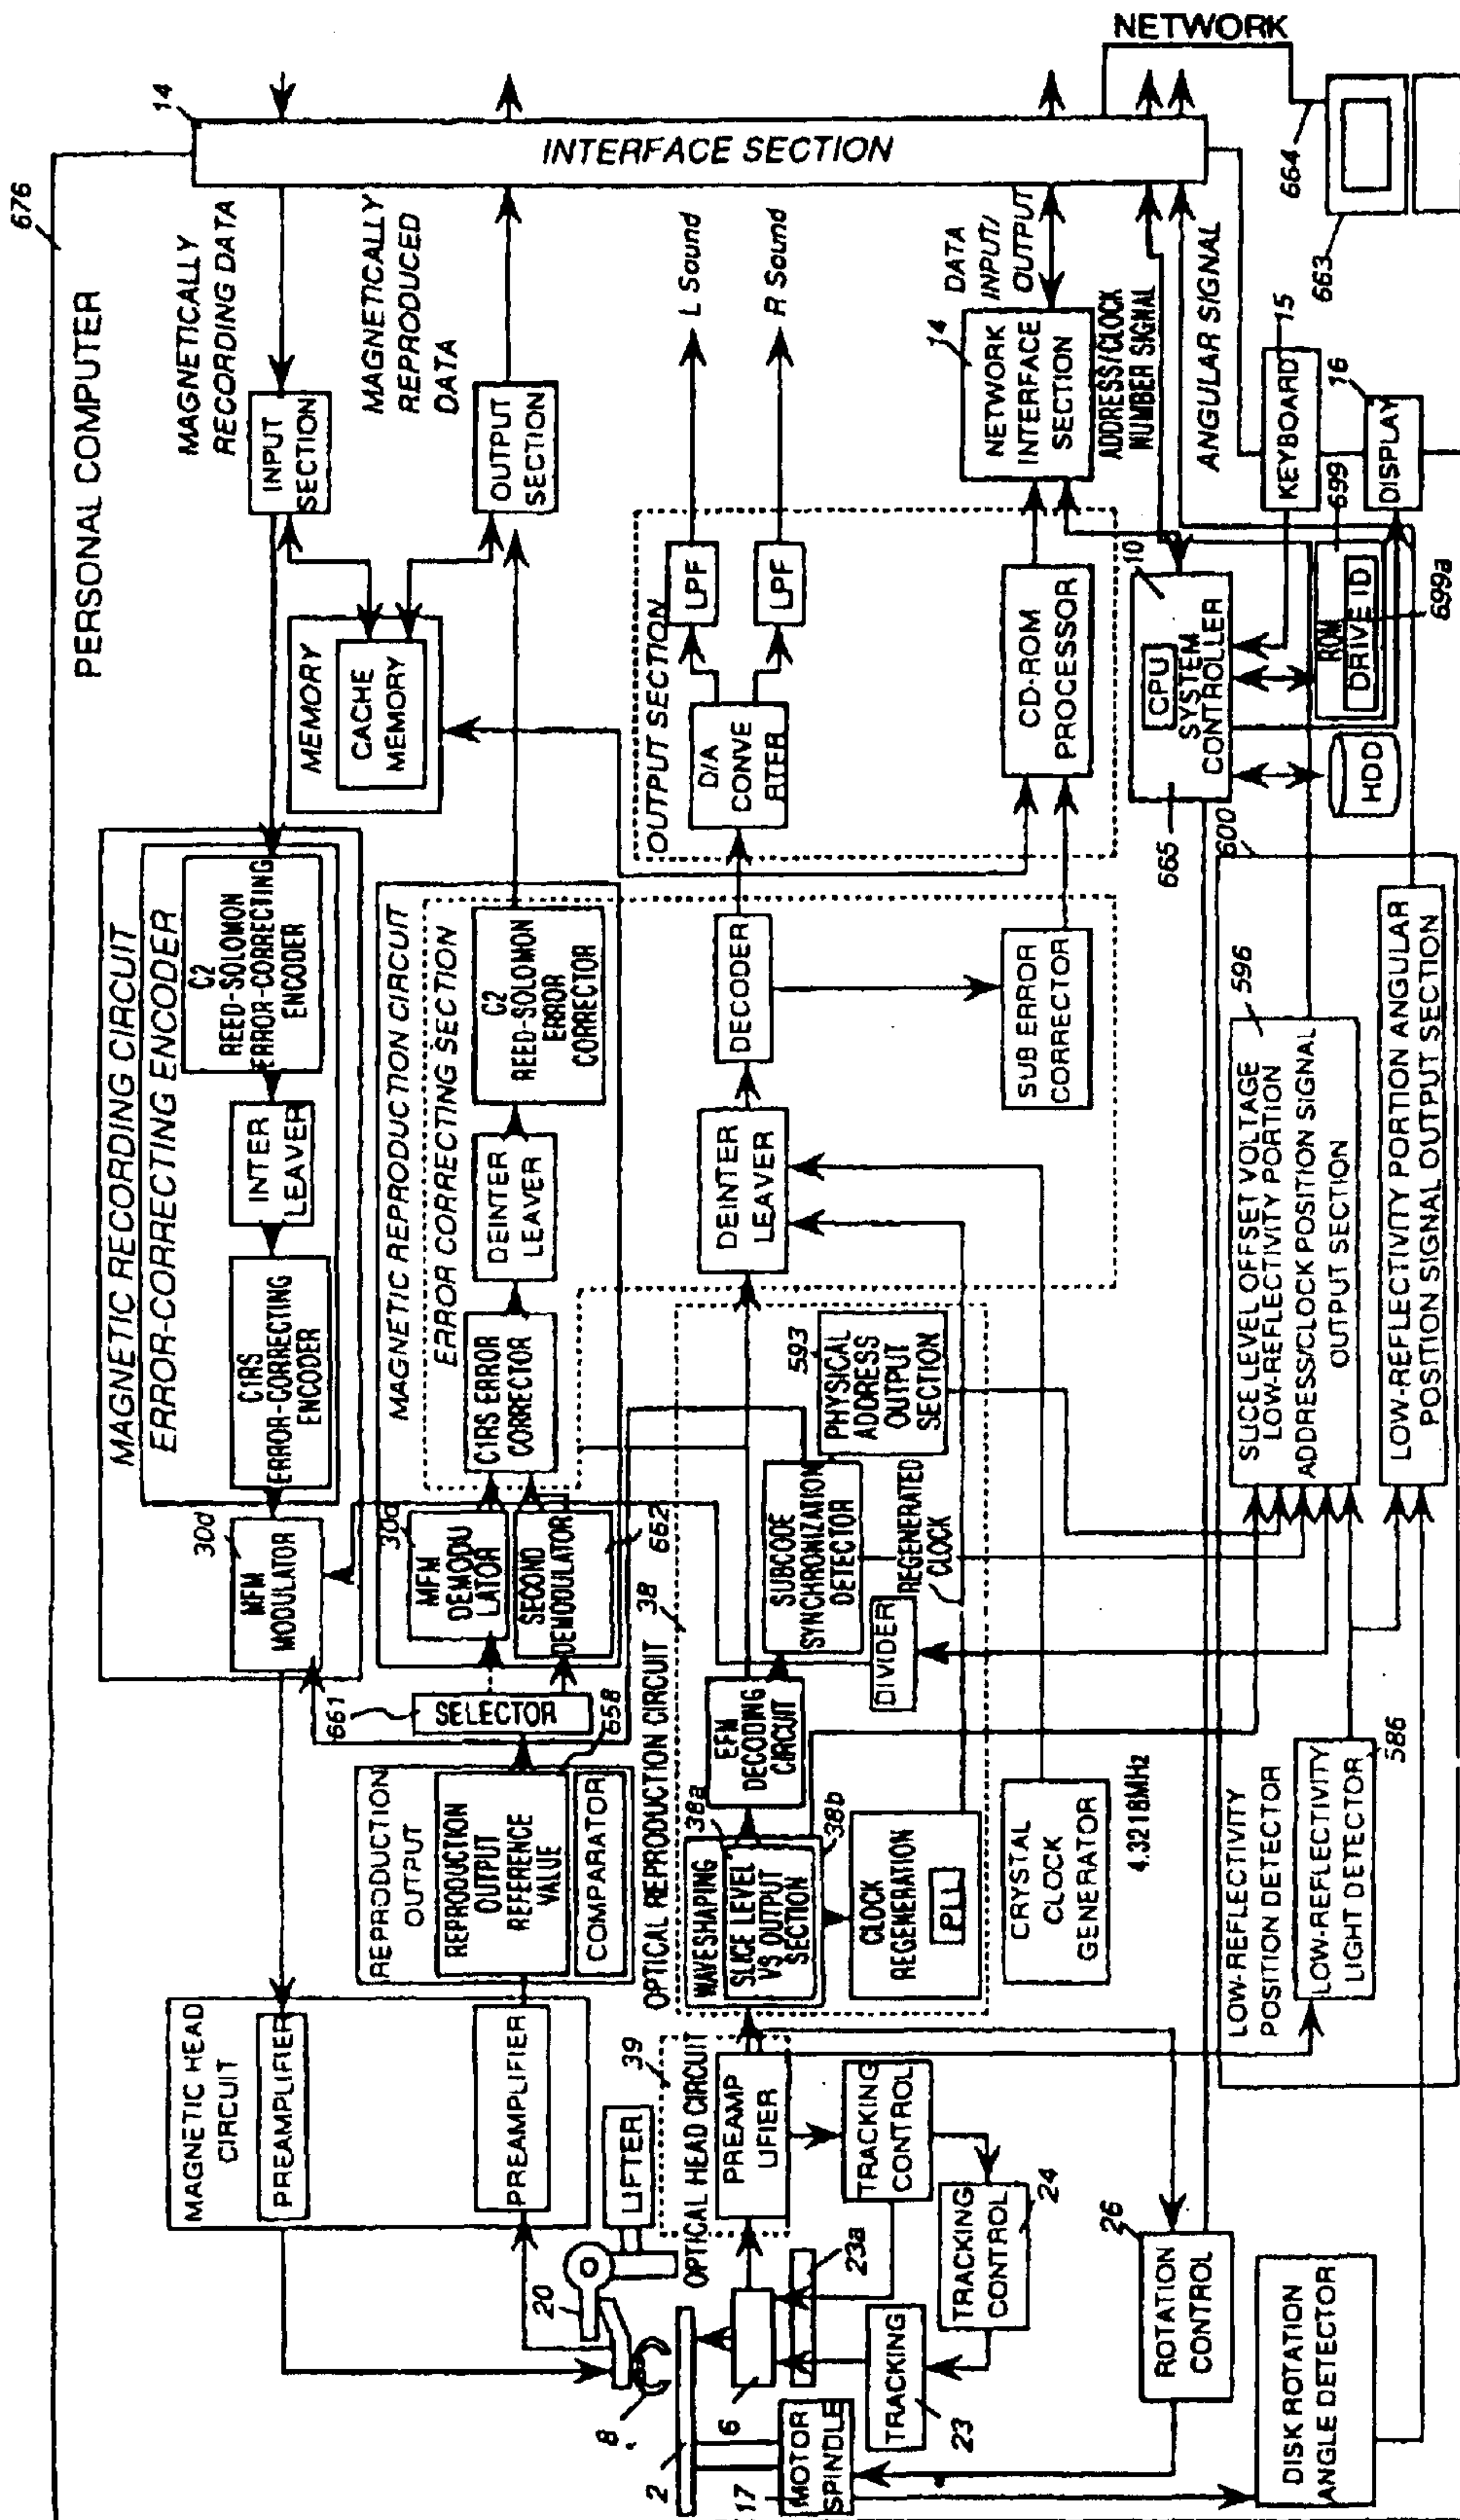 676
PERSONAL COMPUTER
MAGNETIC RECORDING CIRCUIT
ERROR-CORRECTING ENCODER
30d
MFM
MODULATOR
C1RS
ERROR-CORRECTING
ENCODER
INTER
LEAVER
C2
REED-SOLOMON
ERROR-CORRECTING
ENCODER
MAGNETICALLY
RECORDING DATA
INPUT
SECTION
MEMORY
CACHE
MEMORY
MAGNETICALLY
REPRODUCED
DATA
OUTPUT
SECTION
14
INTERFACE SECTION
NETWORK
MAGNETIC HEAD
CIRCUIT
PREAMPLIFIER
PREAMPLIFIER
REPRODUCTION
OUTPUT
REPRODUCTION
OUTPUT
REFERENCE
VALUE
COMPARATOR
658
661
SELECTOR
MAGNETIC REPRODUCTION CIRCUIT
ERROR CORRECTING SECTION
30d
MFM
DEMODU
LATOR
SECOND
DEMODULATOR
662
C1RS ERROR
CORRECTOR
DEINTER
LEAVER
C2
REED-SOLOMON
ERROR
CORRECTOR
20
LIFTER
8
2
6
17
MOTOR
SPINDLE
OPTICAL HEAD CIRCUIT
39
PREAMP
LIFIER
23a
TRACKING
23
TRACKING
CONTROL
TRACKING
CONTROL
24
OPTICAL REPRODUCTION CIRCUIT
38
WAVESHAPING
SLICE LEVEL
VS OUTPUT
SECTION
38a
38b
EFM
DECODING
CIRCUIT
CLOCK
REGENERATION
PLL
SUBCODE
SYNCHRONIZATION
DETECTOR
DIVIDER
REGENERATED
CLOCK
593
PHYSICAL
ADDRESS
OUTPUT
SECTION
CRYSTAL
CLOCK
GENERATOR
4.3218MHz
DEINTER
LEAVER
DECODER
SUB ERROR
CORRECTOR
OUTPUT SECTION
D/A
CONVE
RTER
LPF
LPF
L Sound
R Sound
CD-ROM
PROCESSOR
14
NETWORK
INTERFACE
SECTION
DATA
INPUT/
OUTPUT
ADDRESS/CLOCK
NUMBER SIGNAL
ANGULAR SIGNAL
26
ROTATION
CONTROL
DISK ROTATION
ANGLE DETECTOR
LOW-REFLECTIVITY
POSITION DETECTOR
LOW-REFLECTIVITY
LIGHT DETECTOR
586
600
596
SLICE LEVEL OFFSET VOLTAGE
LOW-REFLECTIVITY PORTION
ADDRESS/CLOCK POSITION SIGNAL
OUTPUT SECTION
LOW-REFLECTIVITY PORTION ANGULAR
POSITION SIGNAL OUTPUT SECTION
665
10
CPU
SYSTEM
CONTROLLER
HDD
ROM
DRIVE ID
699
699a
KEYBOARD
15
DISPLAY
16
663
664